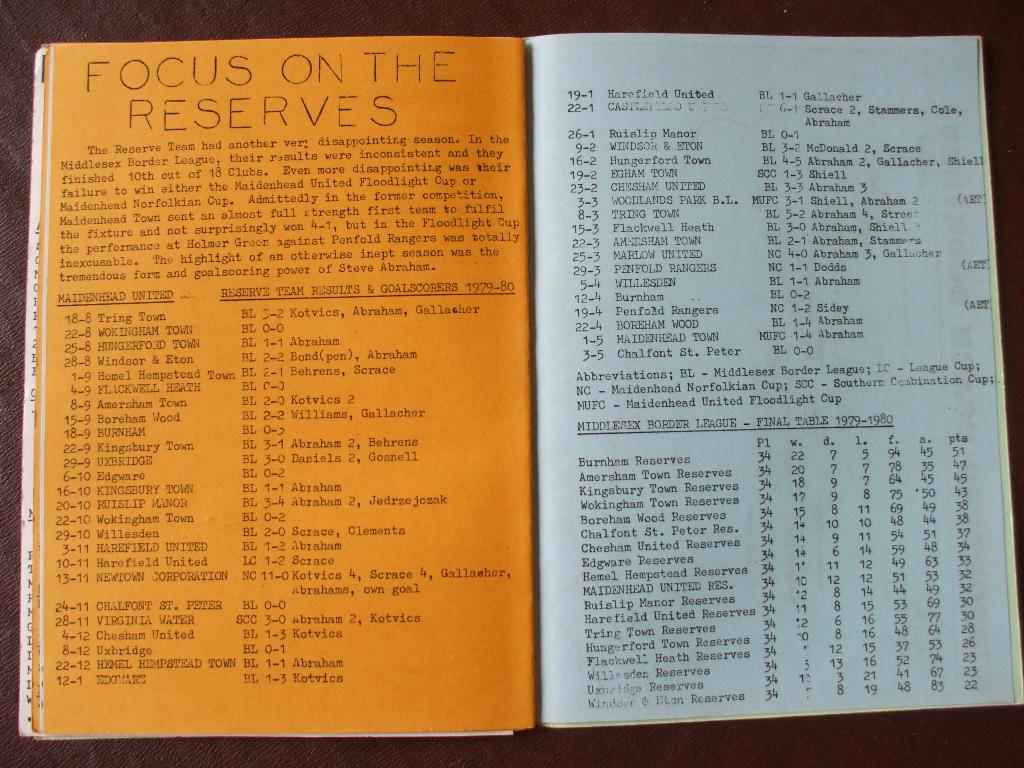 FOCUS ON THE
RESERVES
The Reserve Team had another very disappointing season. In the
Middlesex Border League, their results were inconsistent and they
finished 10th out of 18 Clubs. Even more disappointing was their
failure to win either the Maidenhead United Floodlight Cup or
Maidenhead Norfolkian Cup. Admittedly in the former competition,
Maidenhead Town sent an almost full strength first team to fulfil
the fixture and not surprisingly won 4-1, but in the Floodlight Cup
the performance at Holmer Green against Penfold Rangers was totally
inexcusable. The highlight of an otherwise inept season was the
tremendous form and goalscoring power of Steve Abraham.
MAIDENHEAD UNITED - RESERVE TEAM RESULTS & GOALSCORERS 1979-80
18-8 Tring Town BL 3-2 Kotvics, Abraham, Gallacher
22-8 WOKINGHAM TOWN BL 0-0
25-8 HUNGERFORD TOWN BL 1-1 Abraham
28-8 Windsor & Eton BL 2-2 Bond(pen), Abraham
1-9 Hemel Hempstead Town BL 2-1 Behrens, Scrace
4-9 FLACKWELL HEATH BL 0-0
8-9 Amersham Town BL 2-0 Kotvics 2
15-9 Boreham Wood BL 2-2 Williams, Gallacher
18-9 BURNHAM BL
22-9 Kingsbury Town BL 3-1 Abraham 2, Behrens
29-9 UXBRIDGE BL 3-0 Daniels 2, Gosnell
6-10 Edgware BL 0-2
16-10 KINGSBURY TOWN BL 1-1 Abraham
20-10 RUISLIP MANOR BL 3-4 Abraham 2, Jedrzejczak
22-10 Wokingham Town BL 0-2
29-10 Willesden BL 2-0 Scrace, Clements
3-11 HAREFIELD UNITED BL 1-2 Abraham
10-11 Harefield United LC 1-2 Scrace
13-11 NEWTOWN CORPORATION NC 11-0 Kotvics 4, Scrace 4, Gallacher,
Abrahams, own goal
24-11 CHALFONT ST. PETER BL 0-0
28-11 VIRGINIA WATER SCC 3-0 Abraham 2, Kotvics
4-12 Chesham United BL 1-3 Kotvics
8-12 Uxbridge BL 0-1
22-12 HEMEL HEMPSTEAD TOWN BL 1-1 Abraham
12-1 EDGWARE BL 1-3 Kotvics
19-1 Harefield United BL 1-1 Gallacher
22-1 6-1 Scrace 2, Stammers, Cole,
Abraham
26-1 Ruislip Manor BL 0-1
9-2 WINDSOR & ETON BL 3-2 McDonald 2, Scrace
16-2 Hungerford Town BL 4-5 Abraham 2, Gallacher, Shiell
19-2 EGHAM TOWN SCC 1-3 Shiell
23-2 CHESHAM UNITED BL 3-3 Abraham 3
3-3 WOODLANDS PARK B.L. MUFC 3-1 Shiell, Abraham 2 (AET)
8-3 TRING TOWN BL 5-2 Abraham 4, Street
15-3 Flackwell Heath BL 3-0 Abraham, Shiell 2
22-3 AMERSHAM TOWN BL 2-1 Abraham, Stammers
25-3 MARLOW UNITED NC 4-0 Abraham 3, Gallacher
29-3 PENFOLD RANGERS NC 1-1 Dodds (AET)
5-4 WILLESDEN BL 1-1 Abraham
12-4 Burnham BL 0-2
19-4 Penfold Rangers NC 1-2 Sidey (AET
22-4 BOREHAM WOOD BL 1-4 Abraham
1-5 MAIDENHEAD TOWN MUFC 1-4 Abraham
3-5 Chalfont St. Peter BL 0-0
Abbreviations; BL - Middlesex Border League; LC - League Cup;
NC - Maidenhead Norfolkian Cup; SCC - Southern Combination Cup;
MUFC - Maidenhead United Floodlight Cup
MIDDLESEX BORDER LEAGUE - FINAL TABLE 1979-1980
Pl w. d. l. f. a. pts
Burnham Reserves 34 22 7 5 94 45 51
Amersham Town Reserves 34 20 7 7 78 35 47
Kingsbury Town Reserves 34 18 9 7 64 45 45
Wokingham Town Reserves 34 17 9 8 75 50 43
Boreham Wood Reserves 34 15 8 11 69 49 38
Chalfont St. Peter Res. 34 14 10 10 48 44 38
Chesham United Reserves 34 14 9 11 54 51 37
Edgware Reserves 34 14 6 14 59 48 34
Hemel Hempstead Reserves 34 11 12 49 63 33
MAIDENHEAD UNITED RES. 34 10 12 12 51 53 32
Ruislip Manor Reserves 34 8 14 44 49 32
Harefield United Reserves 34 11 8 15 53 69 30
Tring Town Reserves 34 6 16 55 77 30
Hungerford Town Reserves 34 8 16 48 64 28
Flackwell Heath Reserves 34 12 15 37 53 26
Willesden Reserves 34 5 13 16 52 74 23
Uxbridge Reserves 34 3 21 41 67 23
Windsor & Eton Reserves 34 8 19 48 83 22